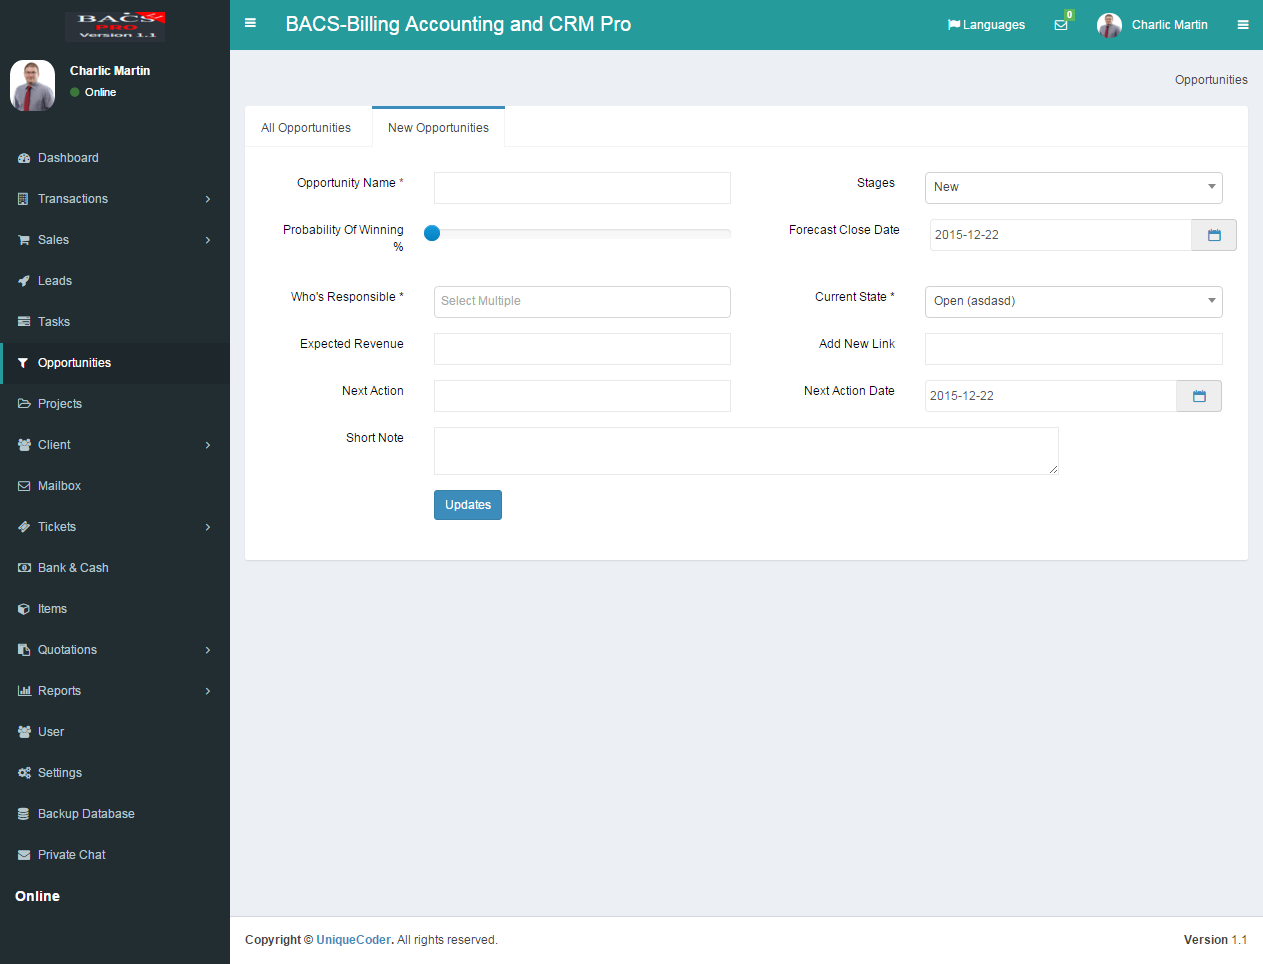 BACS
PRO
Version 1.1
BACS-Billing Accounting and CRM Pro
Languages
0
Charlic Martin
Charlic Martin
Online
Dashboard
Transactions
Sales
Leads
Tasks
Opportunities
Projects
Client
Mailbox
Tickets
Bank & Cash
Items
Quotations
Reports
User
Settings
Backup Database
Private Chat
Online
Opportunities
All Opportunities
New Opportunities
Opportunity Name *
Stages
New
Probability Of Winning
%
Forecast Close Date
2015-12-22
Who's Responsible *
Select Multiple
Current State *
Open (asdasd)
Expected Revenue
Add New Link
Next Action
Next Action Date
2015-12-22
Short Note
Updates
Copyright © UniqueCoder. All rights reserved.
Version 1.1